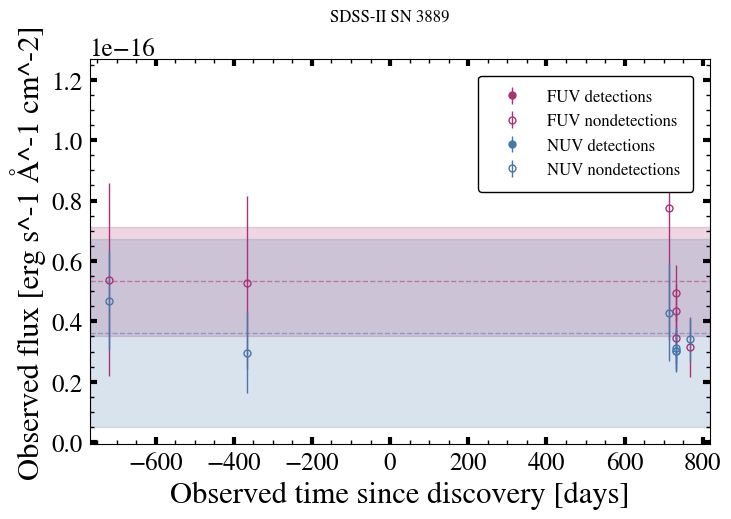 SDSS-II SN 3889
1e−16
Observed flux [erg s^-1 Å^-1 cm^-2]
1.2
1.0
0.8
0.6
0.4
0.2
0.0
FUV detections
FUV nondetections
NUV detections
NUV nondetections
−600 −400 −200 0 200 400 600 800
Observed time since discovery [days]